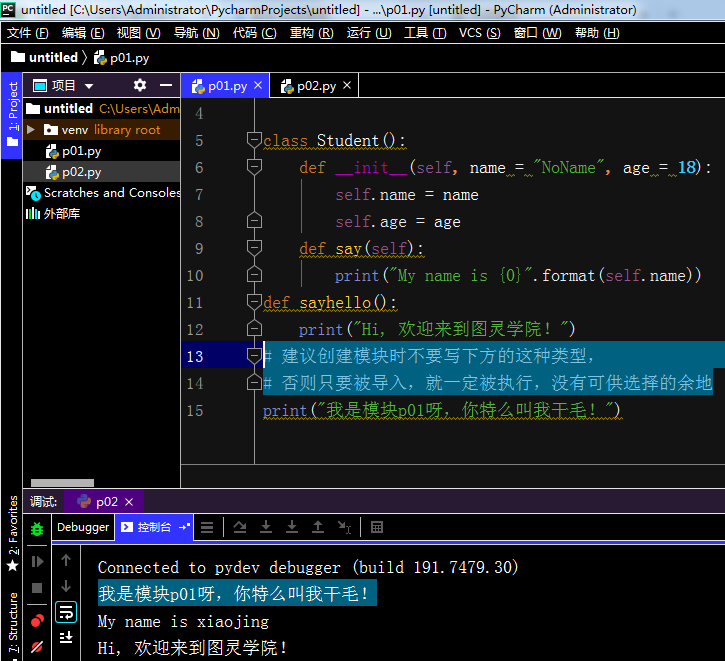 untitled [C:\Users\Administrator\PycharmProjects\untitled] - ...\p01.py [untitled] - PyCharm (Administrator)
文件 (F) 编辑 (E) 视图 (V) 导航 (N) 代码 (C) 重构 (R) 运行 (U) 工具 (T) VCS (S) 窗口 (W) 帮助 (H)
untitled p01.py
1: Project
项目
p01.py
p02.py
untitled C:\Users\Adm
venv library root
p01.py
p02.py
Scratches and Consoles
外部库
4
5 class Student():
6 def __init__(self, name = "NoName", age = 18):
7 self.name = name
8 self.age = age
9 def say(self):
10 print("My name is {0}".format(self.name))
11 def sayhello():
12 print("Hi, 欢迎来到图灵学院!")
13 # 建议创建模块时不要写下方的这种类型，
14 # 否则只要被导入，就一定被执行，没有可供选择的余地
15 print("我是模块p01呀, 你特么叫我干毛!")
调试: p02
Debugger 控制台
2: Favorites
7: Structure
Connected to pydev debugger (build 191.7479.30)
我是模块p01呀, 你特么叫我干毛!
My name is xiaojing
Hi, 欢迎来到图灵学院!